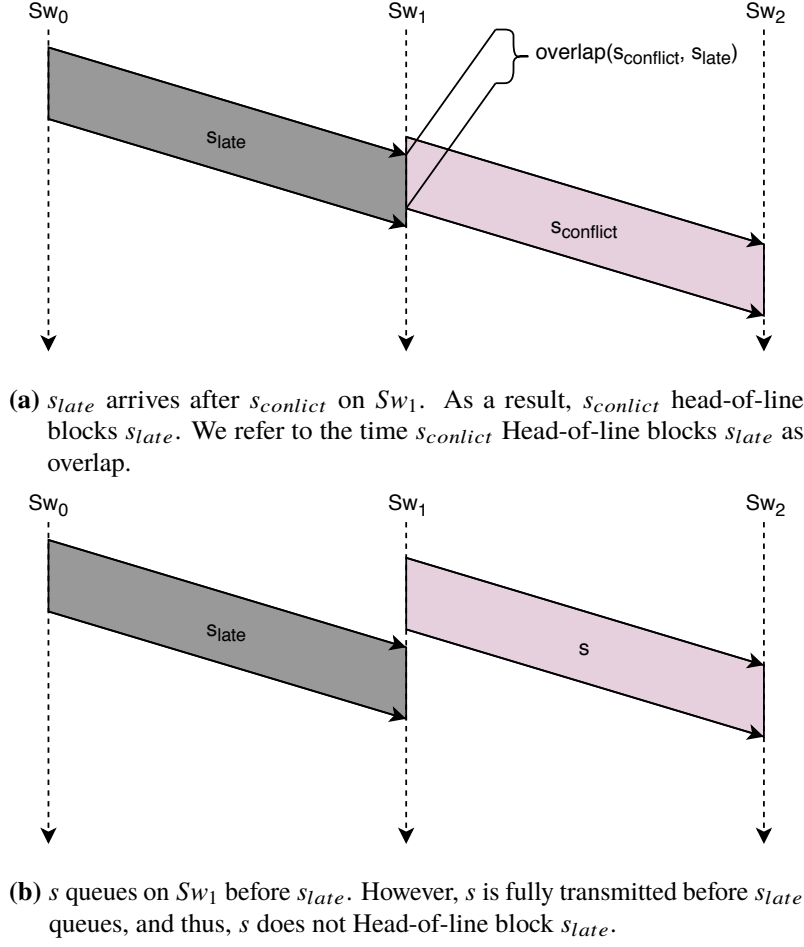 Sw0 Sw1 Sw2
overlap(sconflict, slate)
slate
sconflict
(a) slate arrives after sconlict on Sw1. As a result, sconlict head-of-line
blocks slate. We refer to the time sconlict Head-of-line blocks slate as
overlap.
Sw0 Sw1 Sw2
slate
s
(b) s queues on Sw1 before slate. However, s is fully transmitted before slate
queues, and thus, s does not Head-of-line block slate.